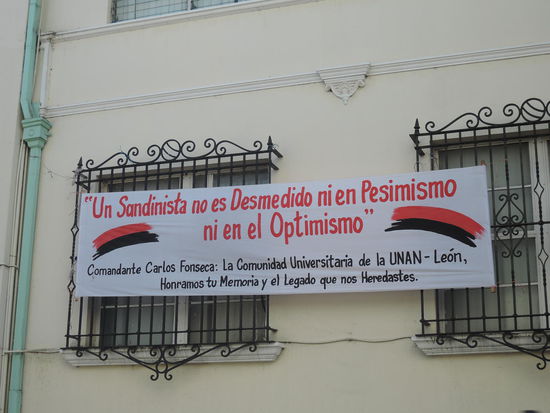 "Un Sandinista no es Desmedido ni en Pesimismo
ni en el Optimismo"
Comandante Carlos Fonseca: La Comunidad Universitaria de la UNAN-León,
Honramos tu Memoria y el Legado que nos Heredastes.